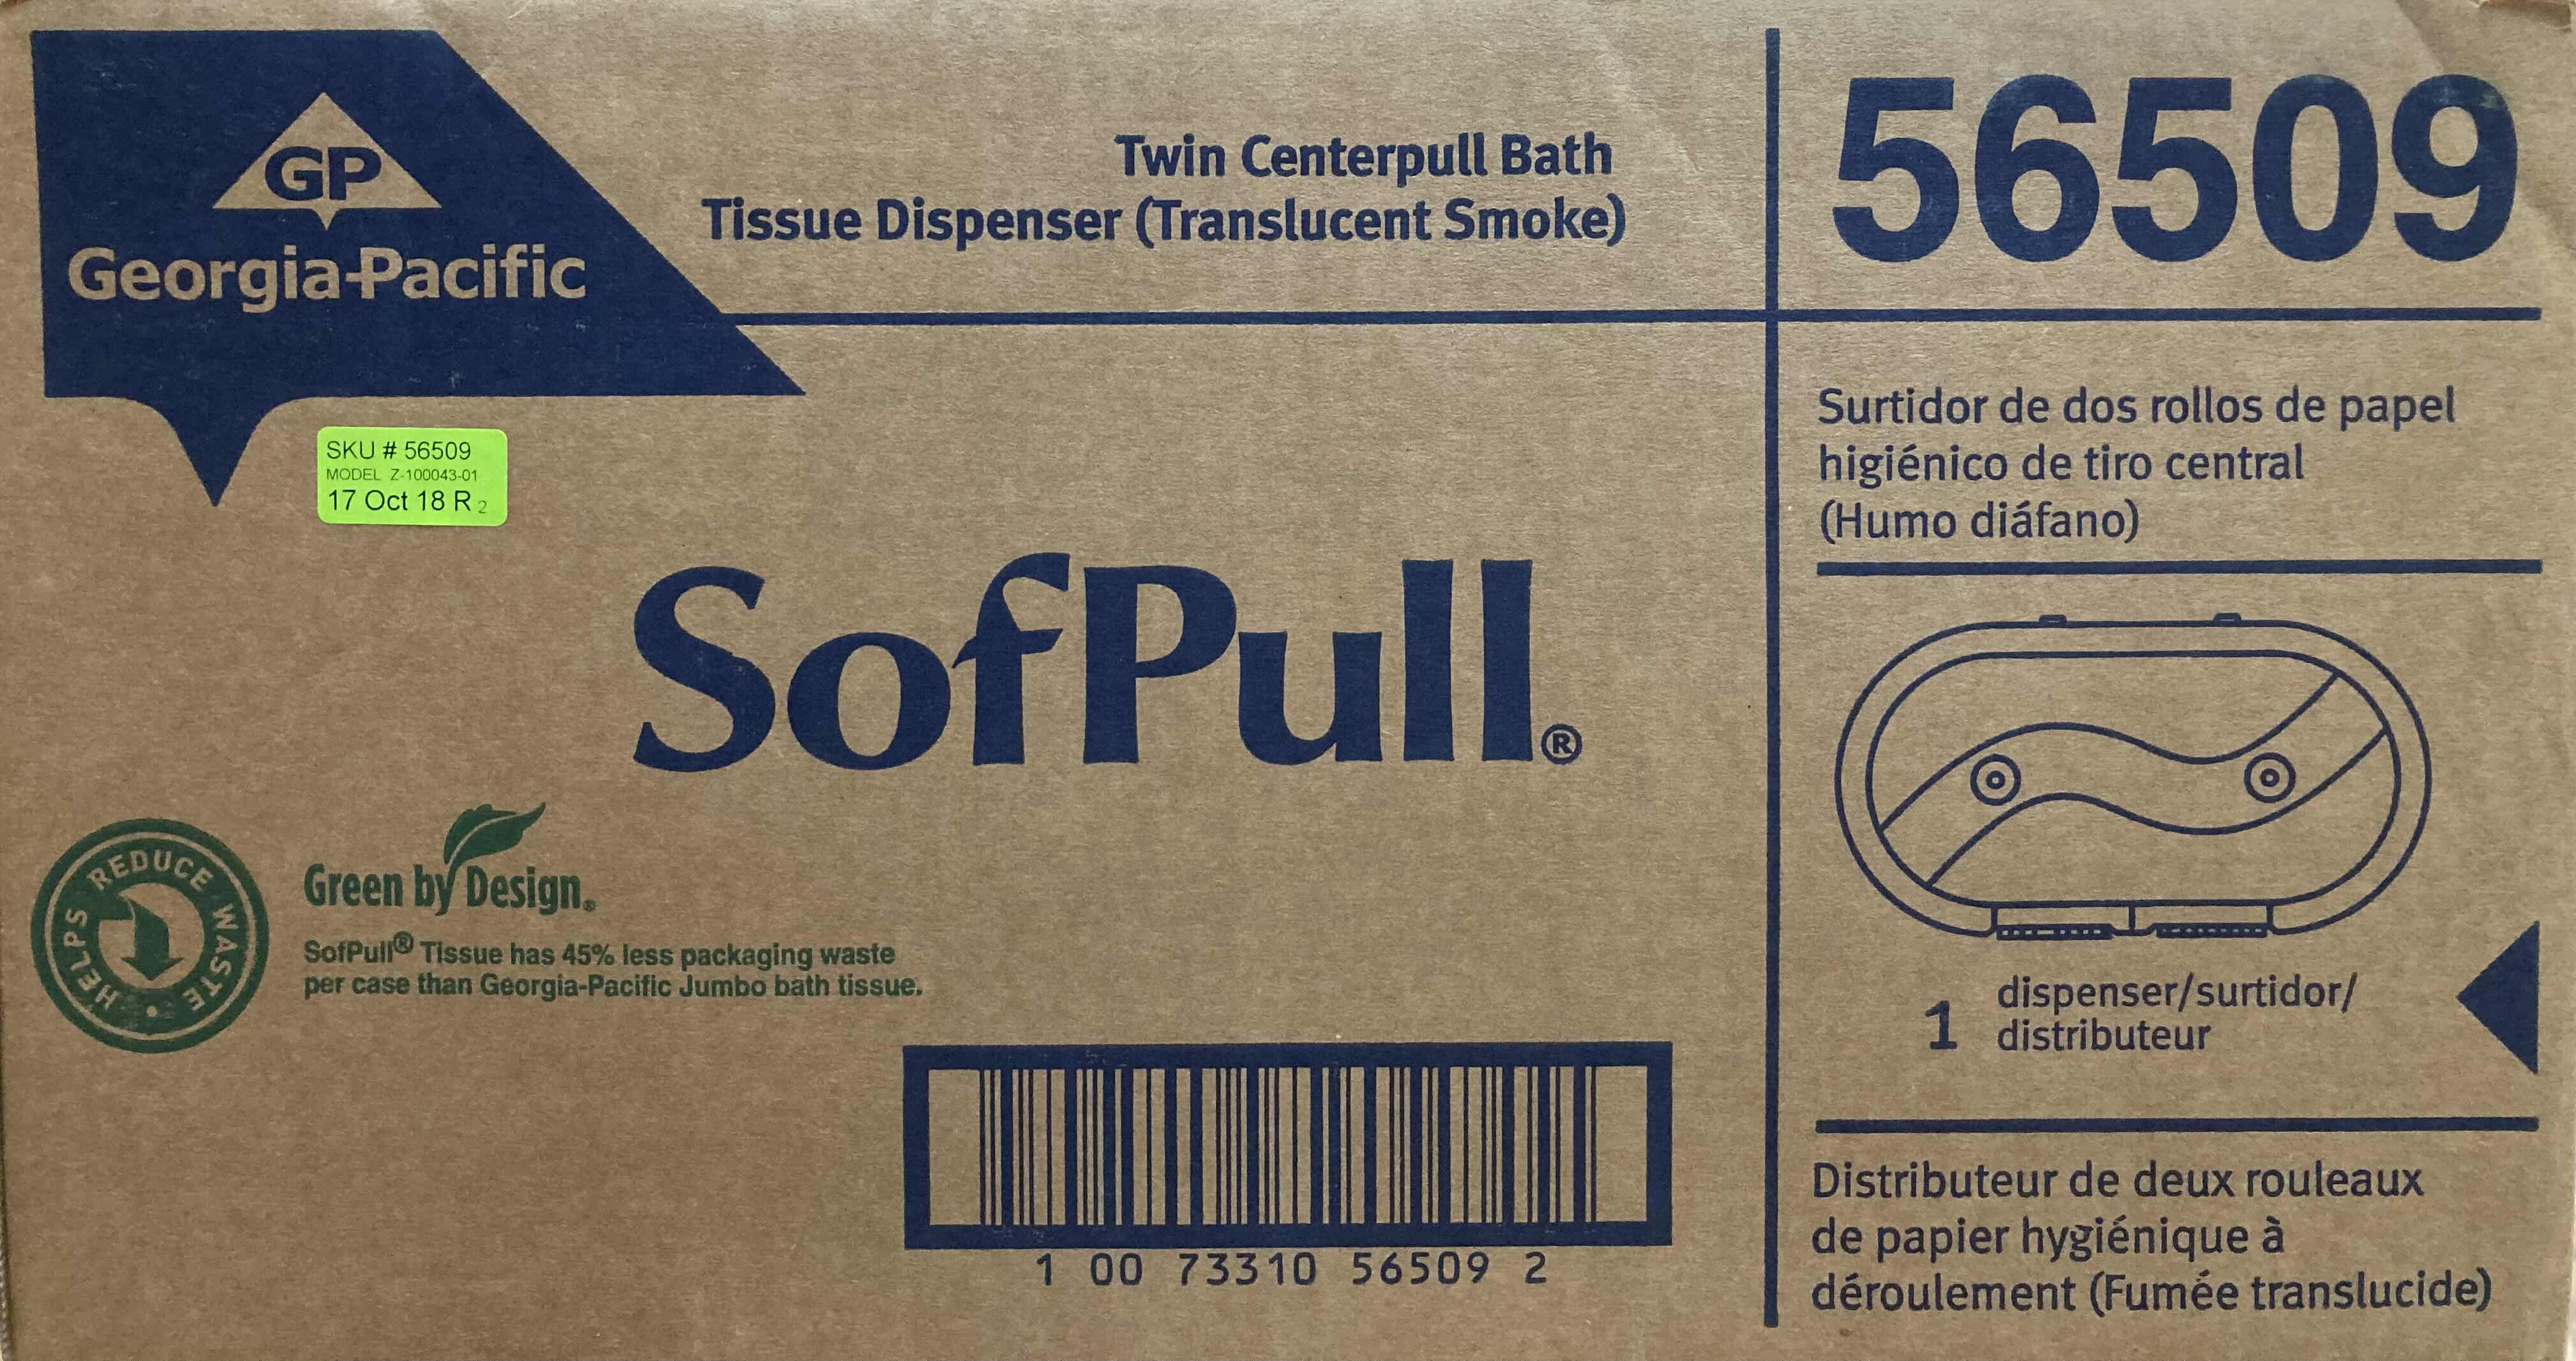 GP
Georgia-Pacific
Twin Centerpull Bath
Tissue Dispenser (Translucent Smoke)
56509
SKU # 56509
MODEL Z-100043-01
17 Oct 18 R 2
SofPull®
Surtidor de dos rollos de papel
higiénico de tiro central
(Humo diáfano)
HELPS REDUCE WASTE •
Green by Design®
SofPull® Tissue has 45% less packaging waste
per case than Georgia-Pacific Jumbo bath tissue.
1 dispenser/surtidor/
distributeur
1 00 73310 56509 2
Distributeur de deux rouleaux
de papier hygiénique à
déroulement (Fumée translucide)